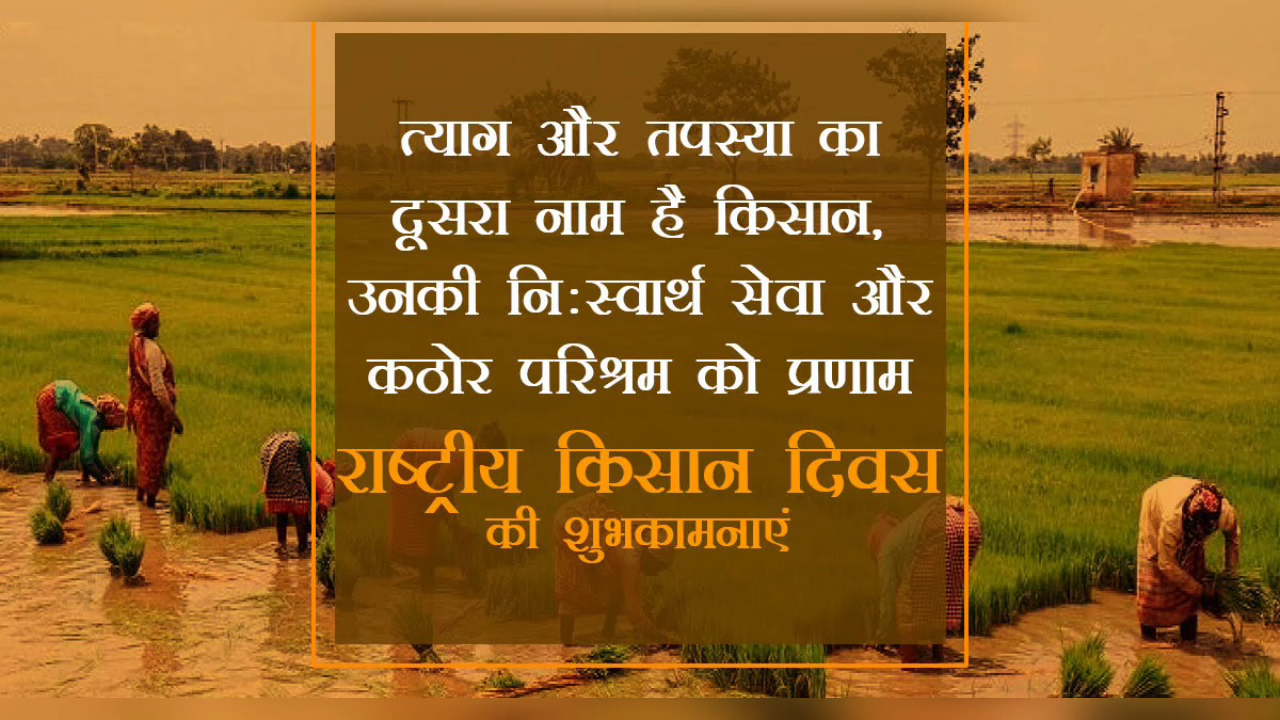 त्याग और तपस्या का
दूसरा नाम है किसान,
उनकी नि:स्वार्थ सेवा और
कठोर परिश्रम को प्रणाम
राष्ट्रीय किसान दिवस
की शुभकामनाएं